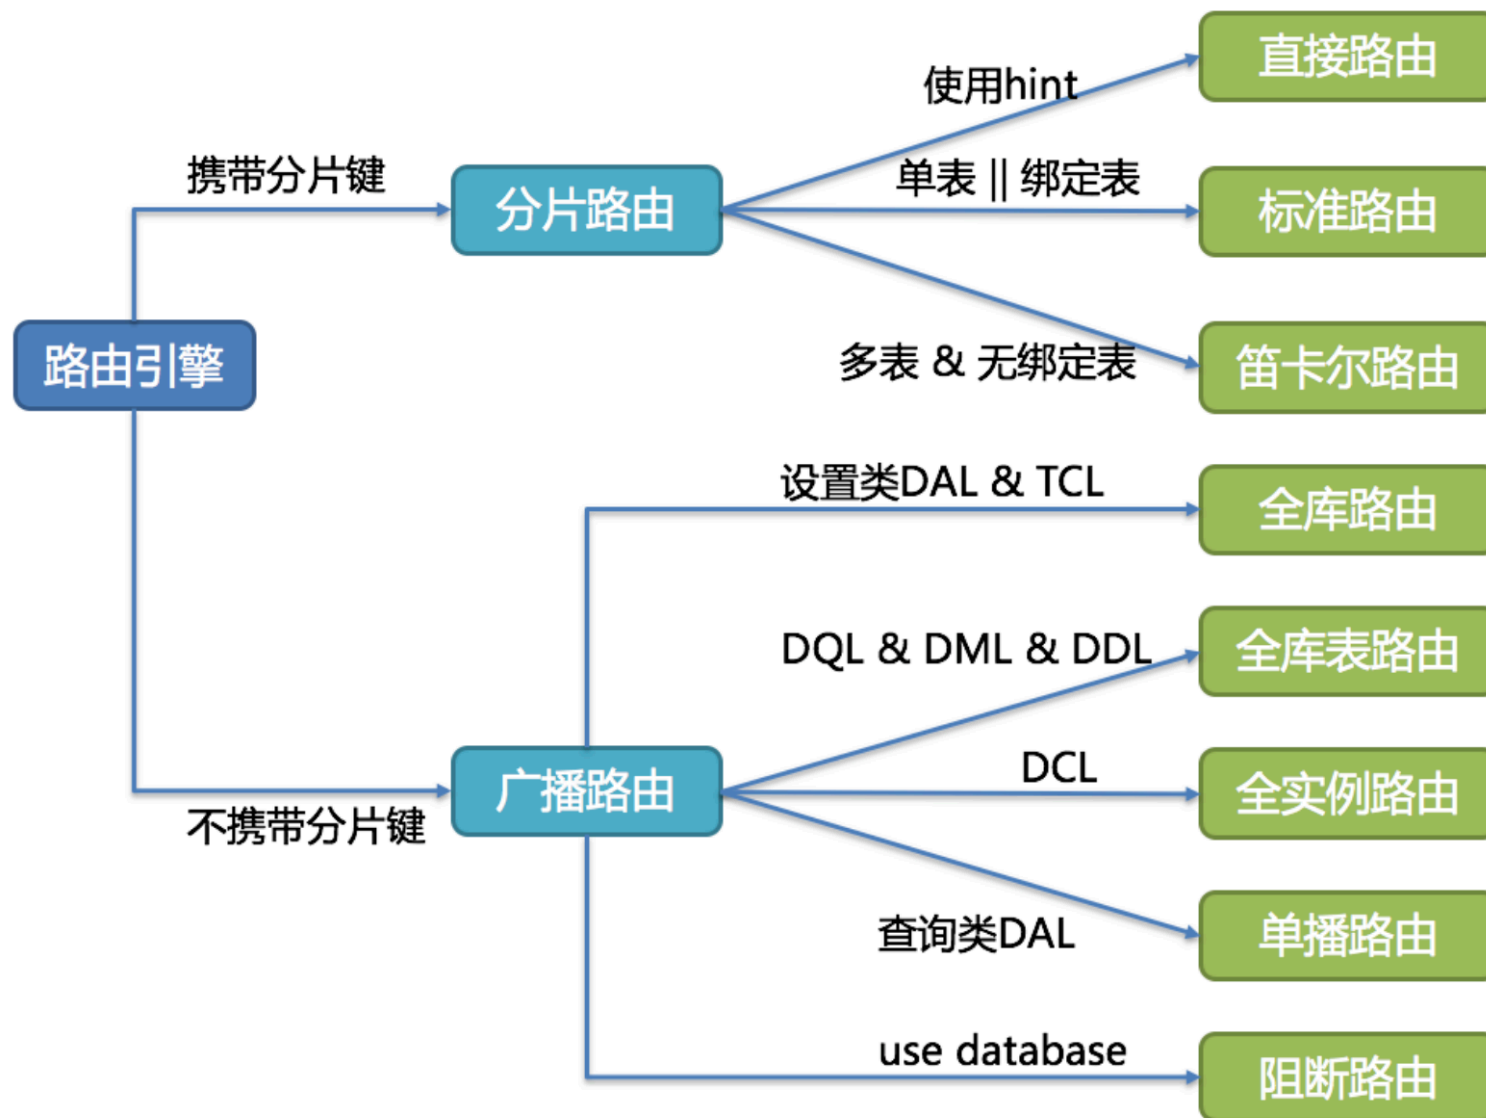 直接路由
使用hint
携带分片键
单表 || 绑定表
分片路由
标准路由
路由引擎
多表 & 无绑定表
笛卡尔路由
设置类DAL & TCL
全库路由
DQL & DML & DDL
全库表路由
广播路由
DCL
全实例路由
不携带分片键
查询类DAL
单播路由
use database
阻断路由